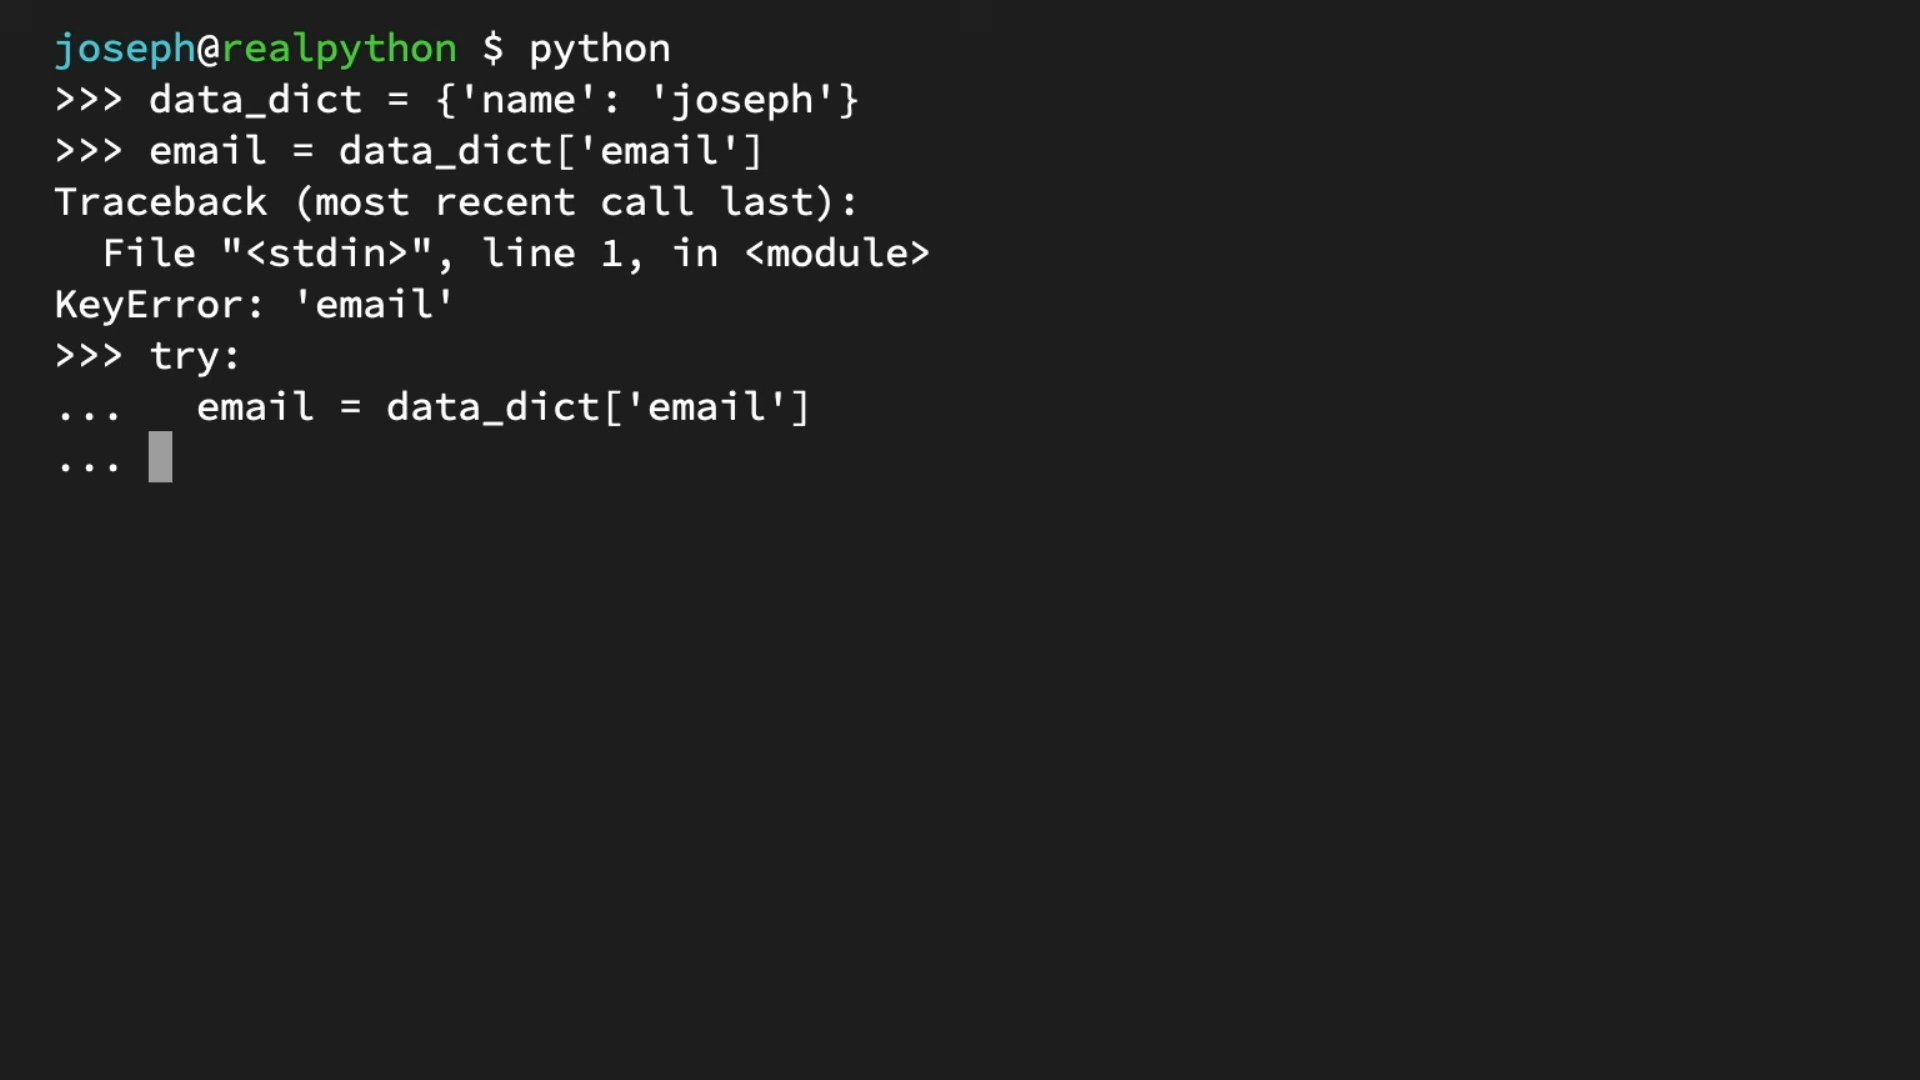 joseph@realpython $ python
>>> data_dict = {'name': 'joseph'}
>>> email = data_dict['email']
Traceback (most recent call last):
  File "<stdin>", line 1, in <module>
KeyError: 'email'
>>> try:
...   email = data_dict['email']
...